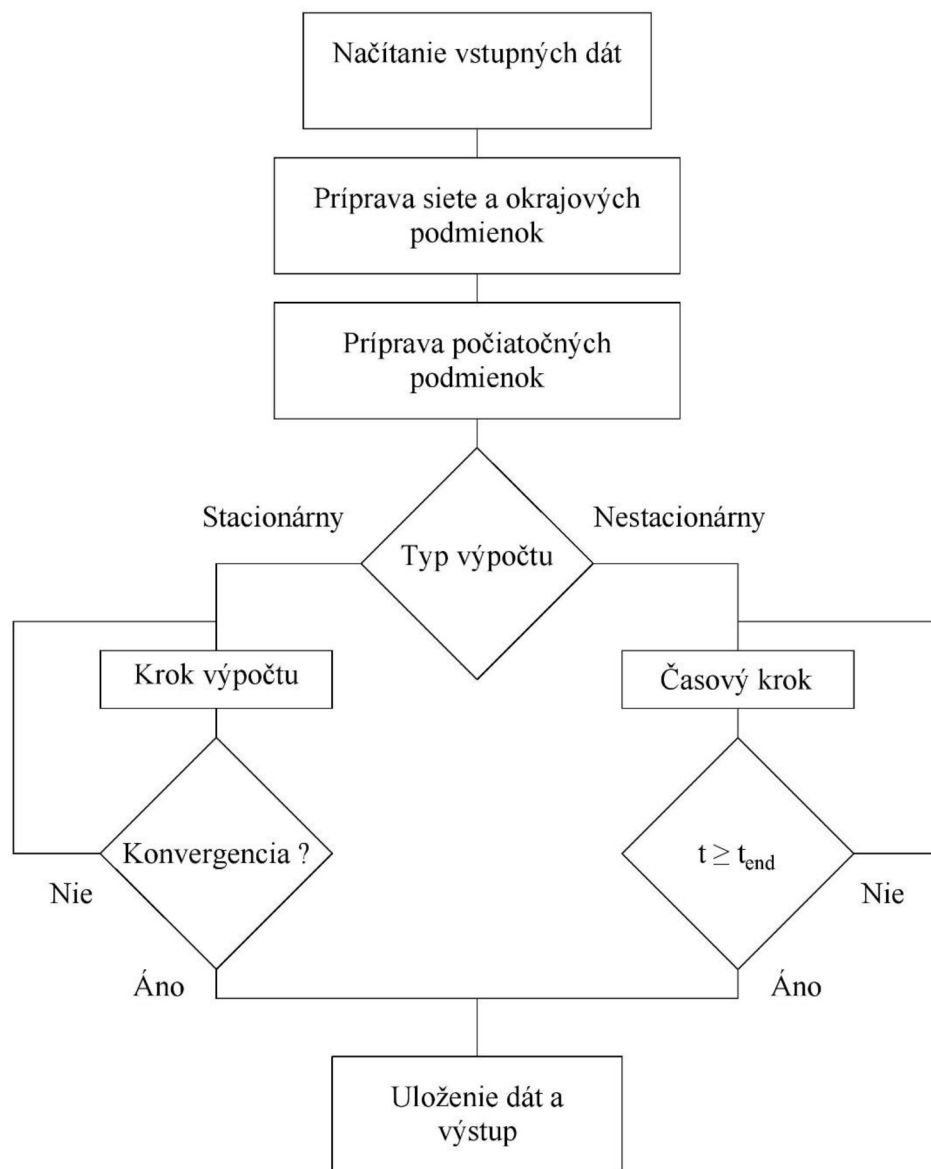 Načítanie vstupných dát
Príprava siete a okrajových
podmienok
Príprava počiatočných
podmienok
Stacionárny
Nestacionárny
Typ výpočtu
Krok výpočtu
Časový krok
Konvergencia ?
t ≥ t_end
Nie
Nie
Áno
Áno
Uloženie dát a
výstup